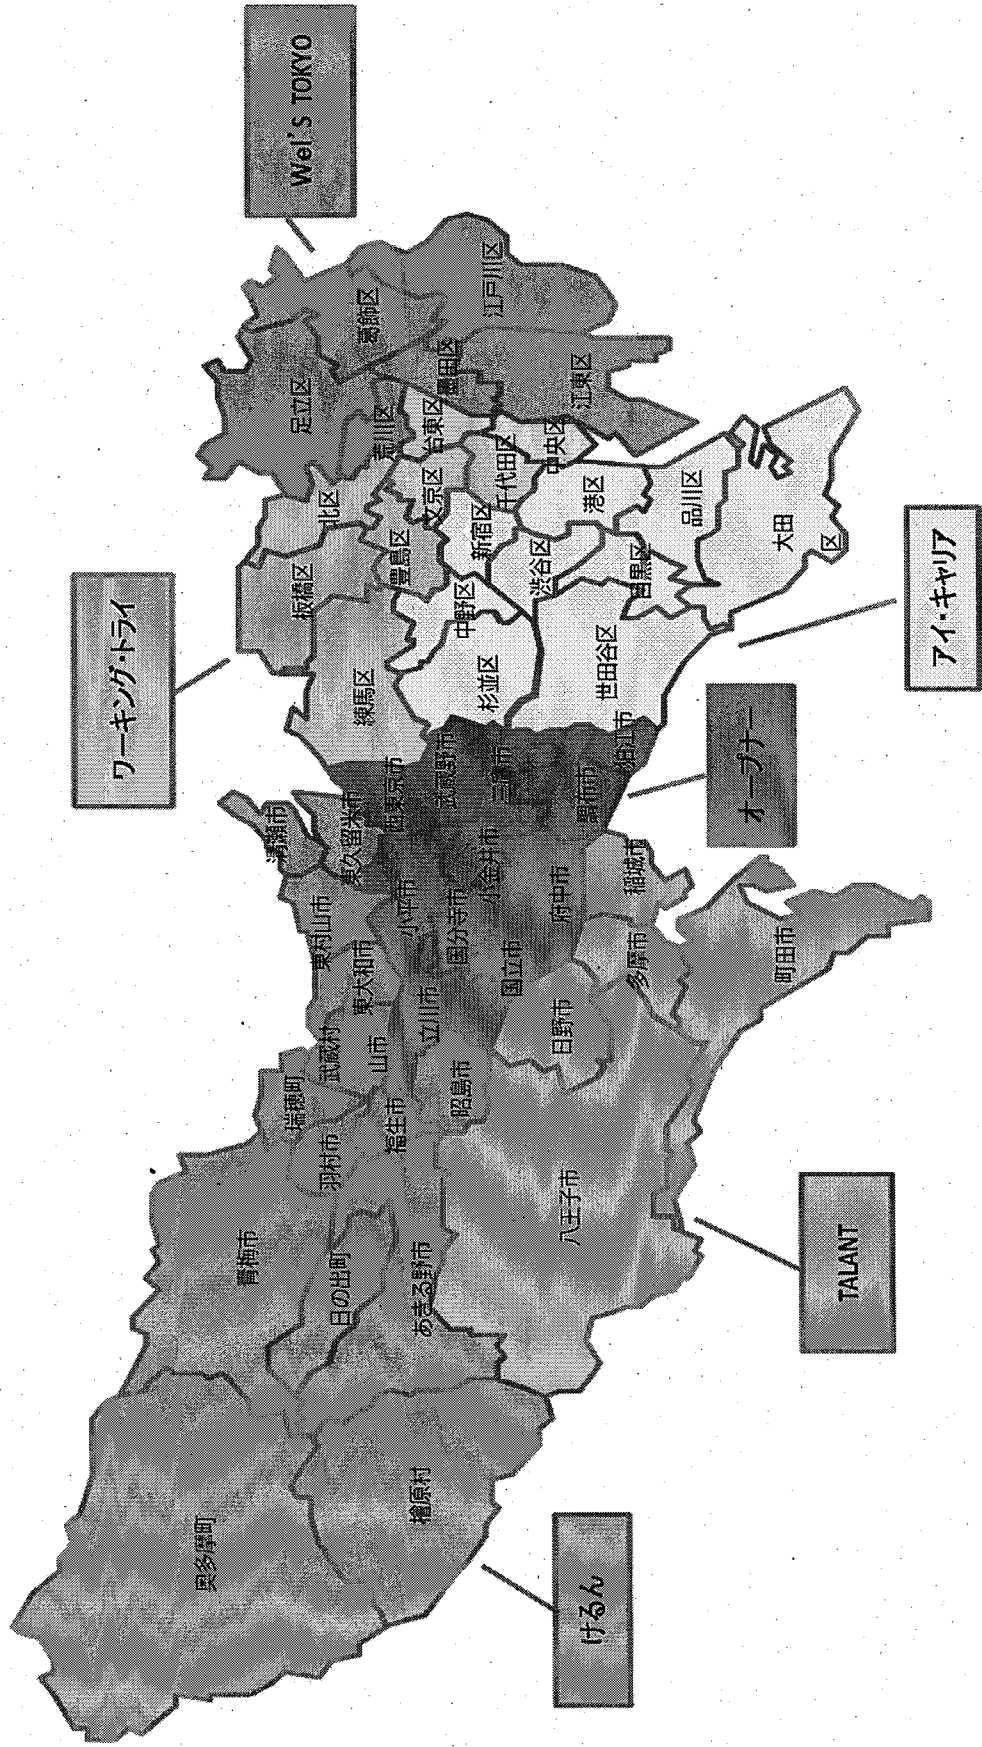 ワーキング・トライ
Wel'S TOKYO
けるん
TALANT
オープナー
アイ・キャリア
奥多摩町
檜原村
青梅市
日の出町
あきる野市
八王子市
瑞穂町
羽村市
福生市
昭島市
武蔵村
山市
東大和市
東村山市
立川市
日野市
国立市
国分寺市
小平市
清瀬市
東久留米市
西東京市
小金井市
府中市
多摩市
稲城市
町田市
武蔵野市
三鷹市
調布市
狛江市
練馬区
板橋区
北区
豊島区
中野区
杉並区
世田谷区
新宿区
渋谷区
目黒区
文京区
千代田区
港区
品川区
大田
区
足立区
荒川区
台東区
中央区
葛飾区
墨田区
江東区
江戸川区